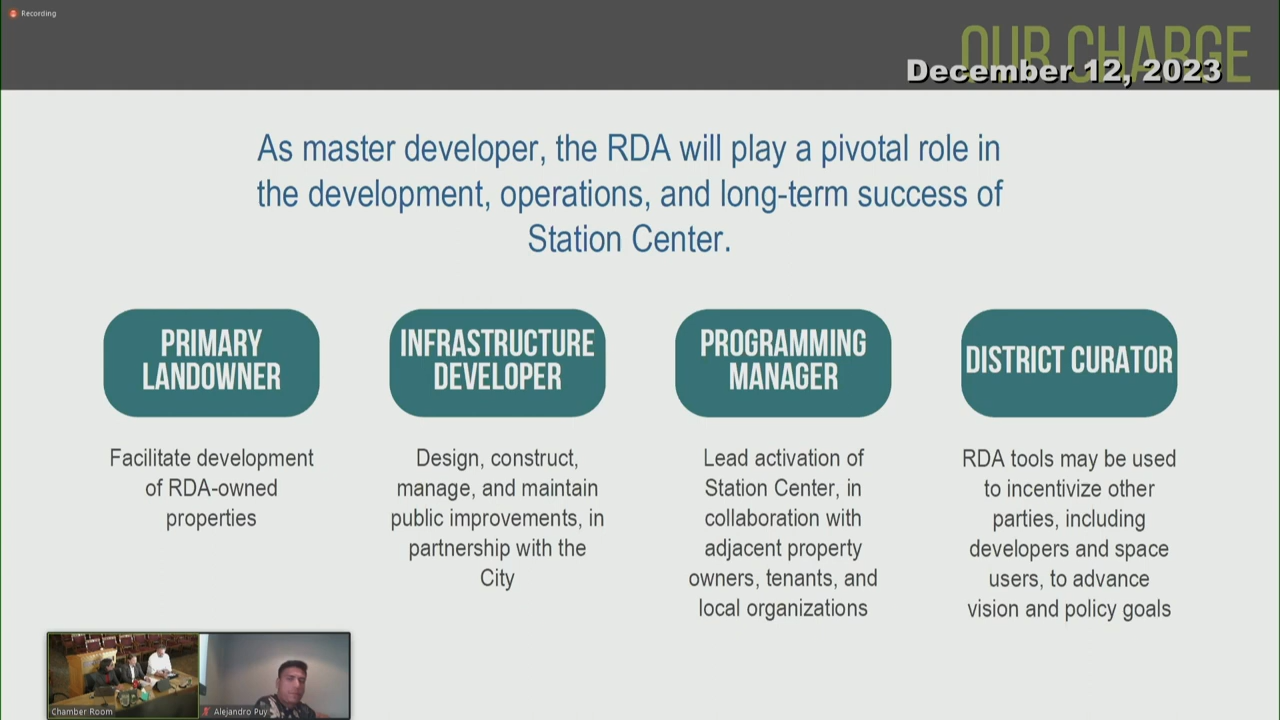 Recording
OUR CHARGE
December 12, 2023
As master developer, the RDA will play a pivotal role in
the development, operations, and long-term success of
Station Center.
PRIMARY
LANDOWNER
Facilitate development
of RDA-owned
properties
INFRASTRUCTURE
DEVELOPER
Design, construct,
manage, and maintain
public improvements, in
partnership with the
City
PROGRAMMING
MANAGER
Lead activation of
Station Center, in
collaboration with
adjacent property
owners, tenants, and
local organizations
DISTRICT CURATOR
RDA tools may be used
to incentivize other
parties, including
developers and space
users, to advance
vision and policy goals
Chamber Room
Alejandro Puy